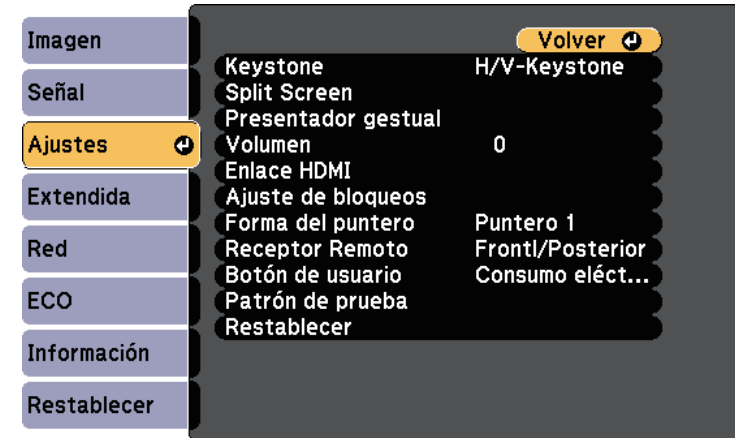 Imagen
Señal
Ajustes
Extendida
Red
ECO
Información
Restablecer
Volver
Keystone H/V-Keystone
Split Screen
Presentador gestual
Volumen 0
Enlace HDMI
Ajuste de bloqueos
Forma del puntero Puntero 1
Receptor Remoto Frontl/Posterior
Botón de usuario Consumo eléct...
Patrón de prueba
Restablecer